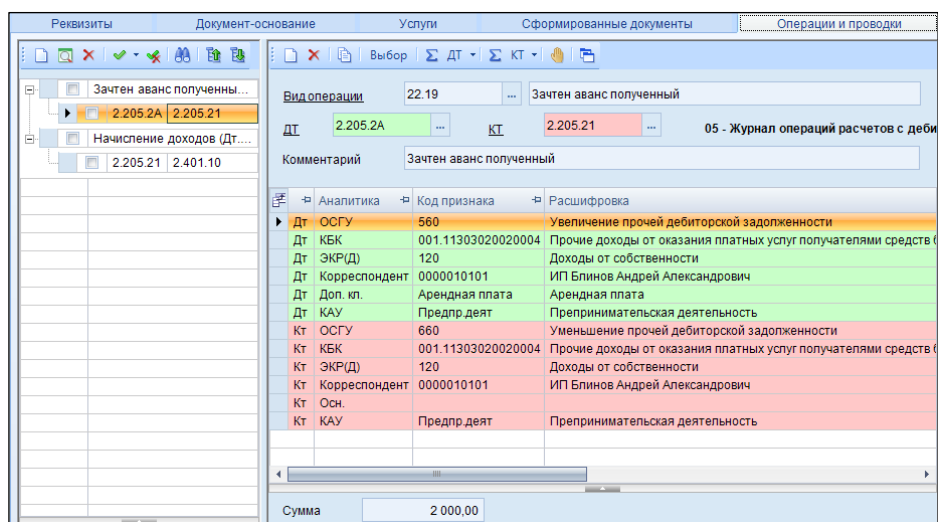 Реквизиты Документ-основание Услуги Сформированные документы Операции и проводки
Выбор Σ ДТ Σ КТ
Зачтен аванс полученны...
2.205.2А 2.205.21
Начисление доходов (Дт....
2.205.21 2.401.10
Вид операции 22.19 ... Зачтен аванс полученный
ДТ 2.205.2А ... КТ 2.205.21 ... 05 - Журнал операций расчетов с деби
Комментарий Зачтен аванс полученный
Аналитика Код признака Расшифровка
Дт ОСГУ 560 Увеличение прочей дебиторской задолженности
Дт КБК 001.11303020020004 Прочие доходы от оказания платных услуг получателями средств
Дт ЭКР(Д) 120 Доходы от собственности
Дт Корреспондент 0000010101 ИП Блинов Андрей Александрович
Дт Доп. кл. Арендная плата Арендная плата
Дт КАУ Предпр.деят Препринимательская деятельность
Кт ОСГУ 660 Уменьшение прочей дебиторской задолженности
Кт КБК 001.11303020020004 Прочие доходы от оказания платных услуг получателями средств
Кт ЭКР(Д) 120 Доходы от собственности
Кт Корреспондент 0000010101 ИП Блинов Андрей Александрович
Кт Осн.
Кт КАУ Предпр.деят Препринимательская деятельность
Сумма 2 000,00